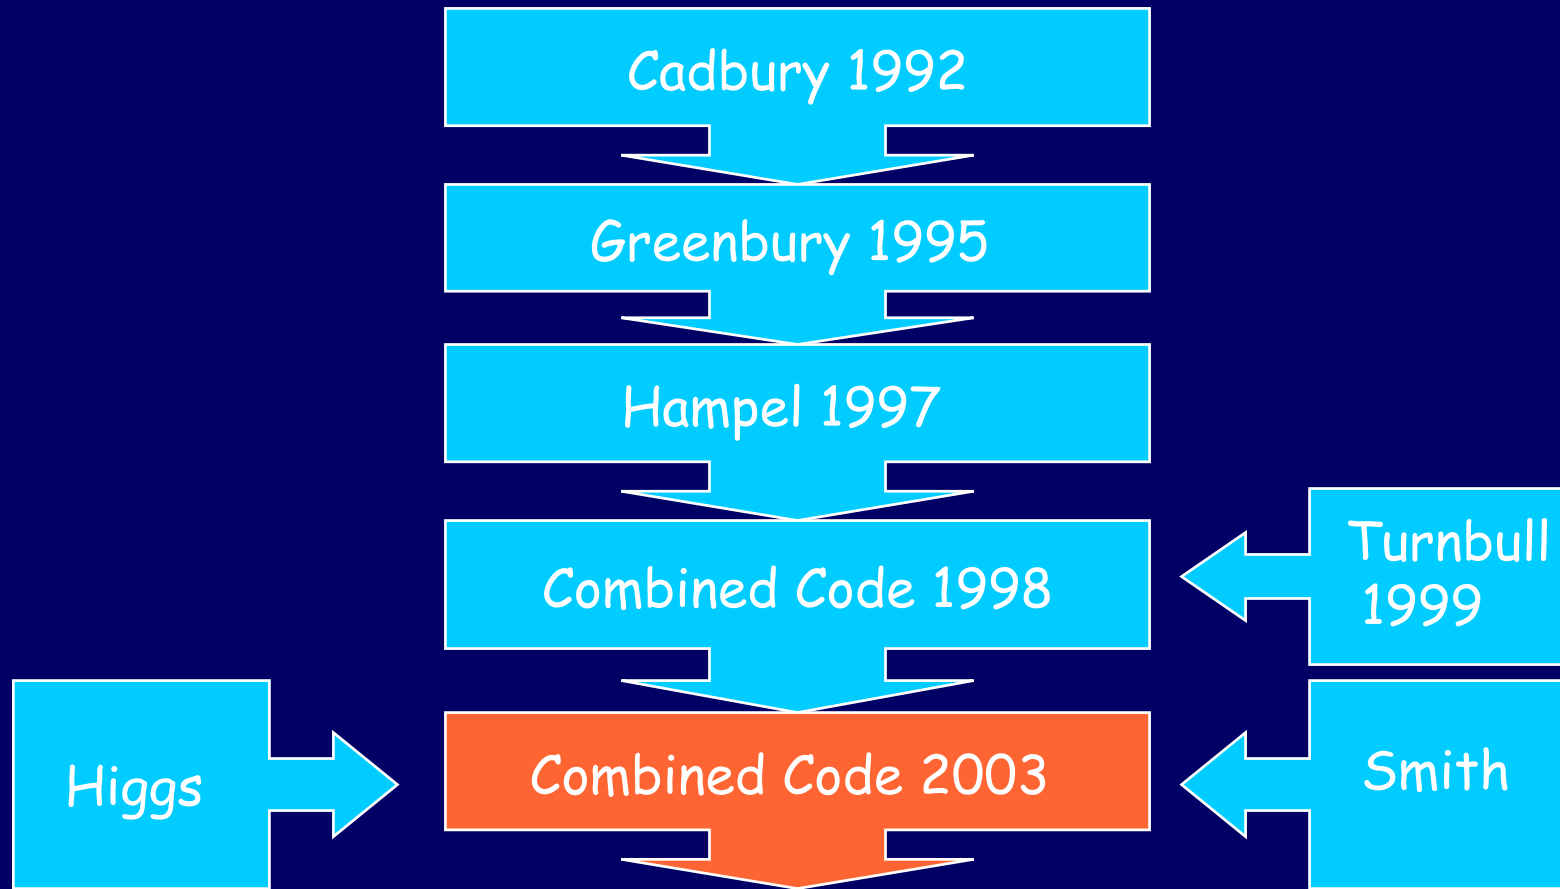 Cadbury 1992
Greenbury 1995
Hampel 1997
Combined Code 1998
Turnbull
1999
Higgs
Combined Code 2003
Smith